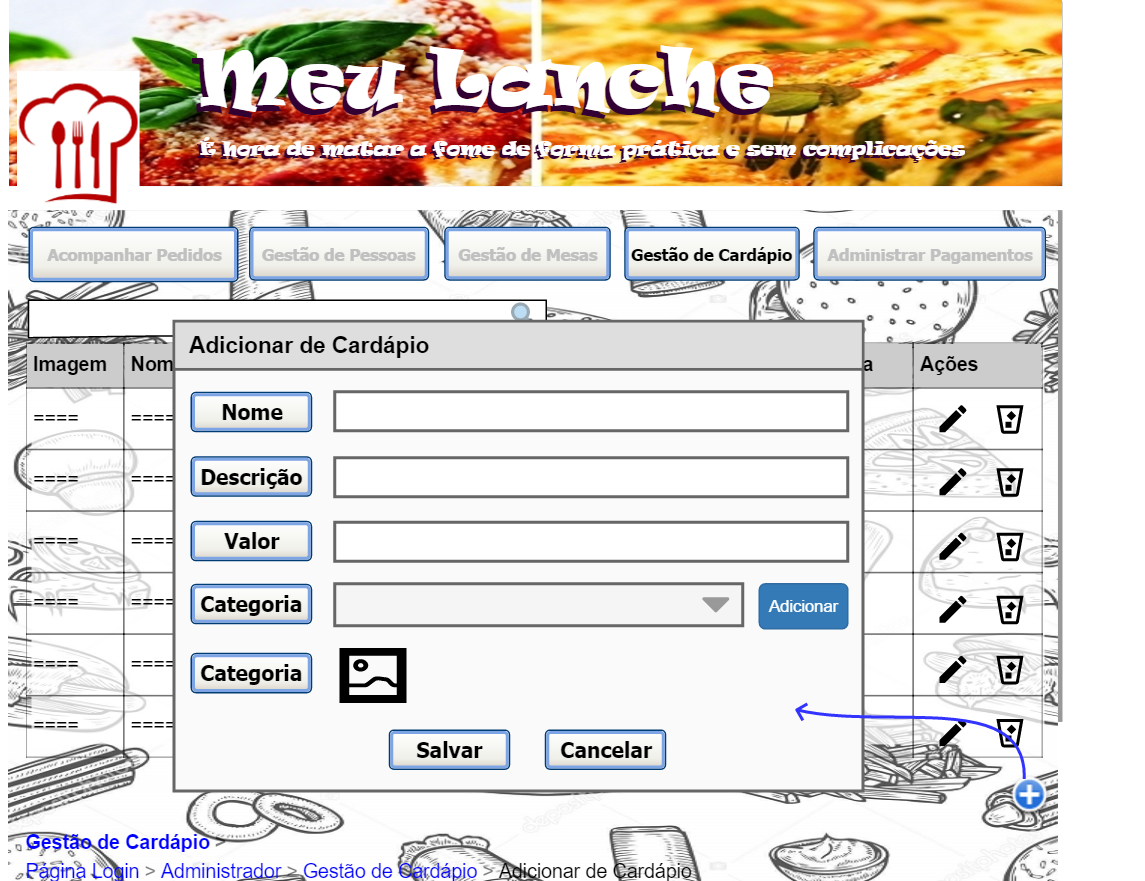 Meu Lanche
É hora de matar a fome de forma prática e sem complicações
Acompanhar Pedidos Gestão de Pessoas Gestão de Mesas Gestão de Cardápio Administrar Pagamentos
Adicionar de Cardápio
Imagem Nom a Ações
Nome
==== ====
Descrição
==== ====
Valor
==== ====
Categoria Adicionar
==== ====
Categoria
==== ====
==== ====
Salvar Cancelar
Gestão de Cardápio >
Página Login > Administrador > Gestão de Cardápio > Adicionar de Cardápio